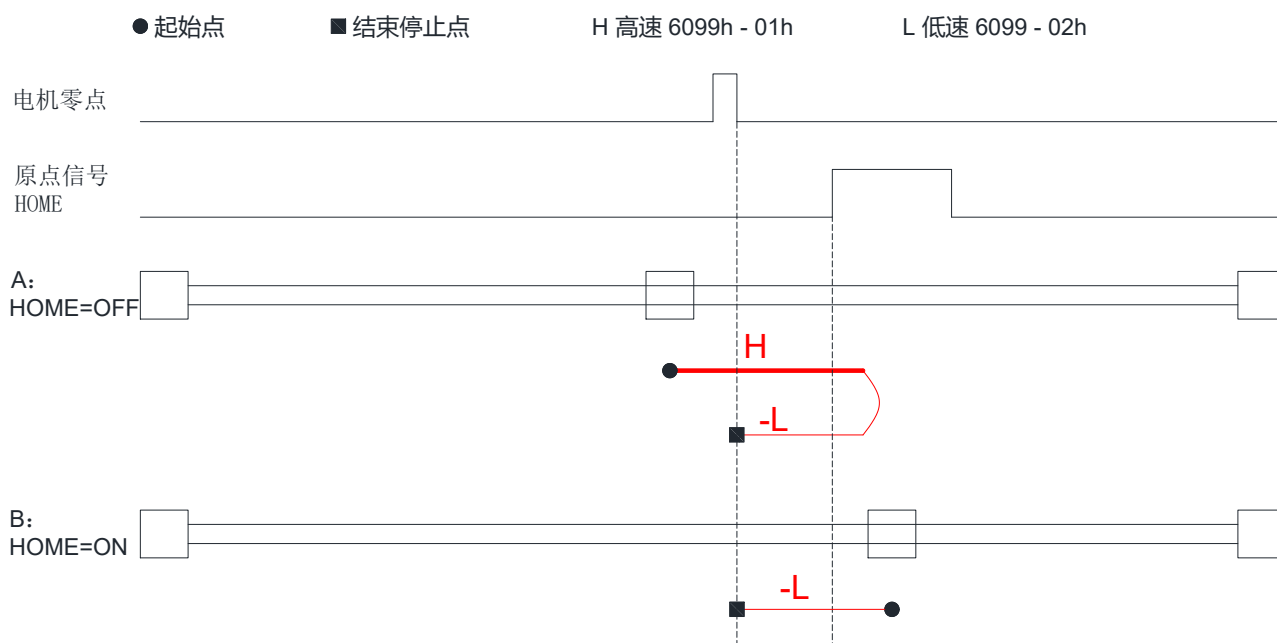 起始点 结束停止点 H 高速 6099h - 01h L 低速 6099 - 02h
电机零点
原点信号
HOME
A：
HOME=OFF
H
-L
B：
HOME=ON
-L